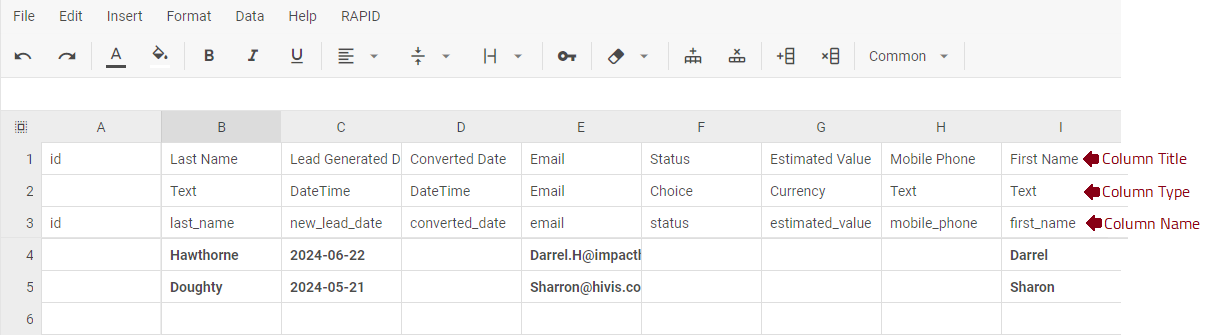 File Edit Insert Format Data Help RAPID
A B I U Common
A B C D E F G H I
1 id Last Name Lead Generated D Converted Date Email Status Estimated Value Mobile Phone First Name Column Title
2 Text DateTime DateTime Email Choice Currency Text Text Column Type
3 id last_name new_lead_date converted_date email status estimated_value mobile_phone first_name Column Name
4 Hawthorne 2024-06-22 Darrel.H@impactl Darrel
5 Doughty 2024-05-21 Sharron@hivis.co Sharon
6